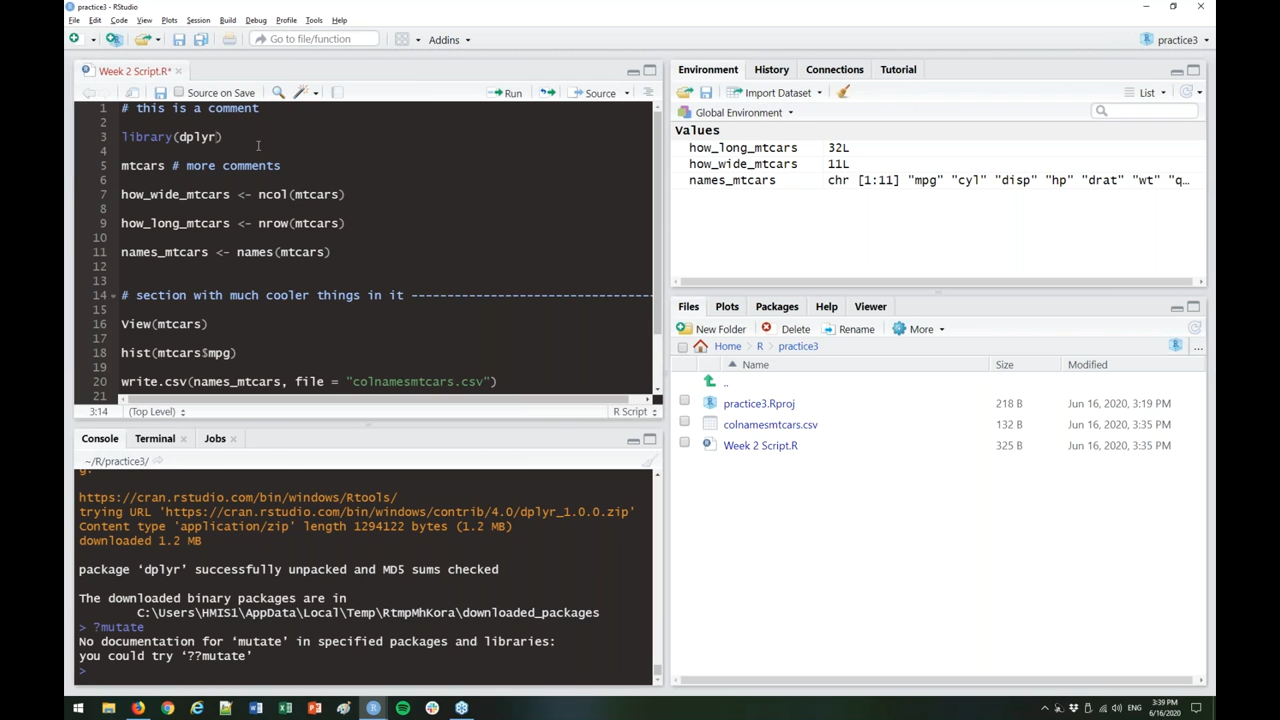 practice3 - RStudio
File Edit Code View Plots Session Build Debug Profile Tools Help
Go to file/function Addins practice3
Week 2 Script.R*
Source on Save Run Source
1 # this is a comment
2
3 library(dplyr)
4
5 mtcars # more comments
6
7 how_wide_mtcars <- ncol(mtcars)
8
9 how_long_mtcars <- nrow(mtcars)
10
11 names_mtcars <- names(mtcars)
12
13
14 # section with much cooler things in it ----------------------------------
15
16 View(mtcars)
17
18 hist(mtcars$mpg)
19
20 write.csv(names_mtcars, file = "colnamesmtcars.csv")
21
3:14 (Top Level) R Script
Console Terminal Jobs
~/R/practice3/
g:
https://cran.rstudio.com/bin/windows/Rtools/
trying URL 'https://cran.rstudio.com/bin/windows/contrib/4.0/dplyr_1.0.0.zip'
Content type 'application/zip' length 1294122 bytes (1.2 MB)
downloaded 1.2 MB
package ‘dplyr’ successfully unpacked and MD5 sums checked
The downloaded binary packages are in
C:\Users\HMIS1\AppData\Local\Temp\RtmpMhKora\downloaded_packages
> ?mutate
No documentation for ‘mutate’ in specified packages and libraries:
you could try ‘??mutate’
>
Environment History Connections Tutorial
Import Dataset List
Global Environment
Values
how_long_mtcars 32L
how_wide_mtcars 11L
names_mtcars chr [1:11] "mpg" "cyl" "disp" "hp" "drat" "wt" "q…
Files Plots Packages Help Viewer
New Folder Delete Rename More
Home R practice3
Name Size Modified
..
practice3.Rproj 218 B Jun 16, 2020, 3:19 PM
colnamesmtcars.csv 132 B Jun 16, 2020, 3:35 PM
Week 2 Script.R 325 B Jun 16, 2020, 3:35 PM
ENG
3:39 PM
6/16/2020